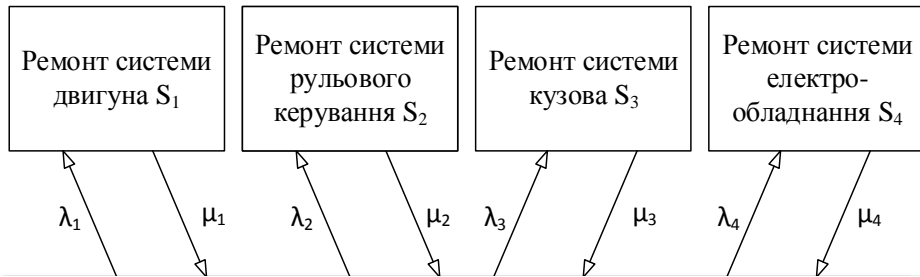 Ремонт системи
двигуна S₁
Ремонт системи
рульового
керування S₂
Ремонт системи
кузова S₃
Ремонт системи
електро-
обладнання S₄
λ₁
μ₁
λ₂
μ₂
λ₃
μ₃
λ₄
μ₄